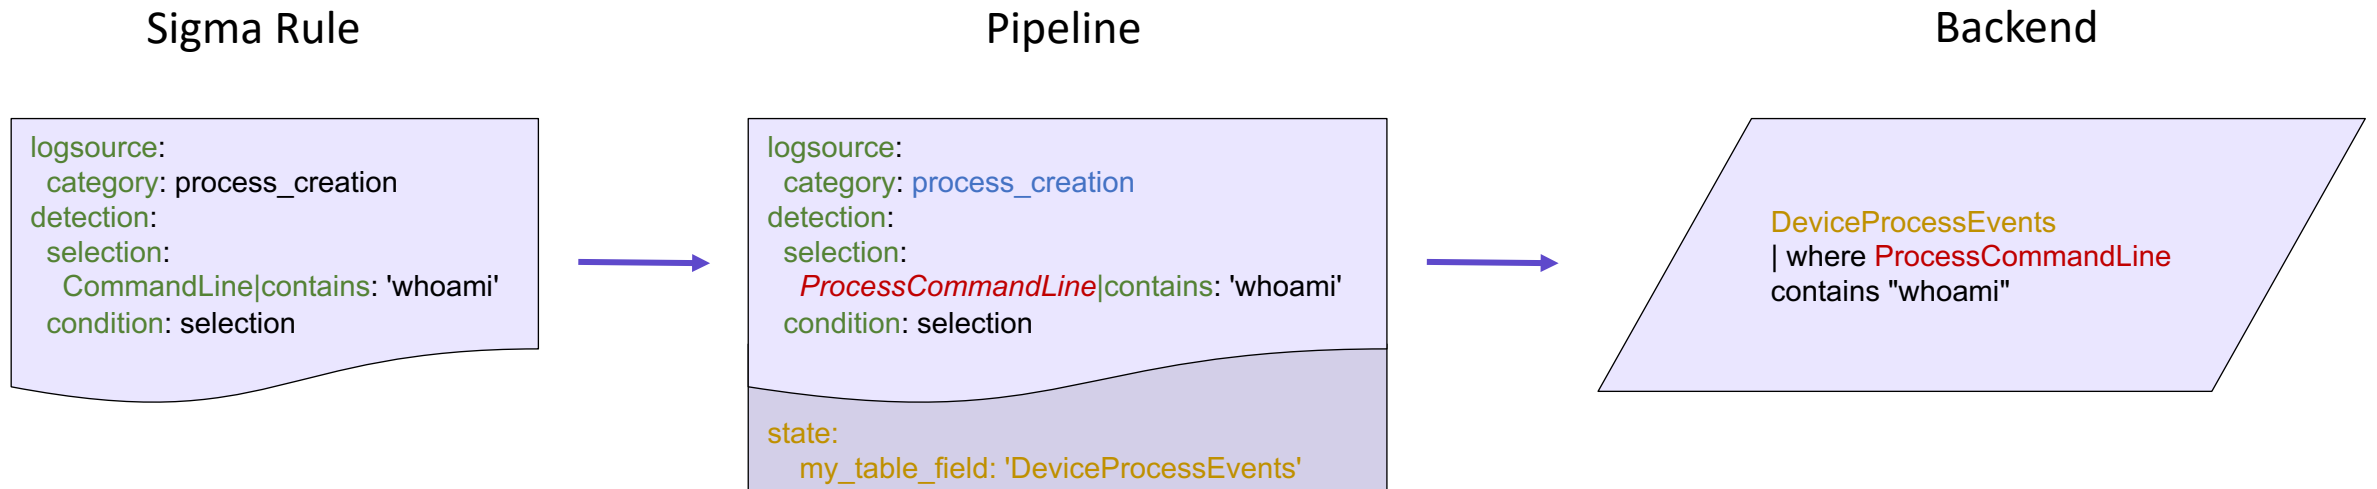 Sigma Rule
logsource:
category: process_creation
detection:
selection:
CommandLine|contains: 'whoami'
condition: selection
Pipeline
logsource:
category: process_creation
detection:
selection:
ProcessCommandLine|contains: 'whoami'
condition: selection
state:
my_table_field: 'DeviceProcessEvents'
Backend
DeviceProcessEvents
| where ProcessCommandLine
contains "whoami"